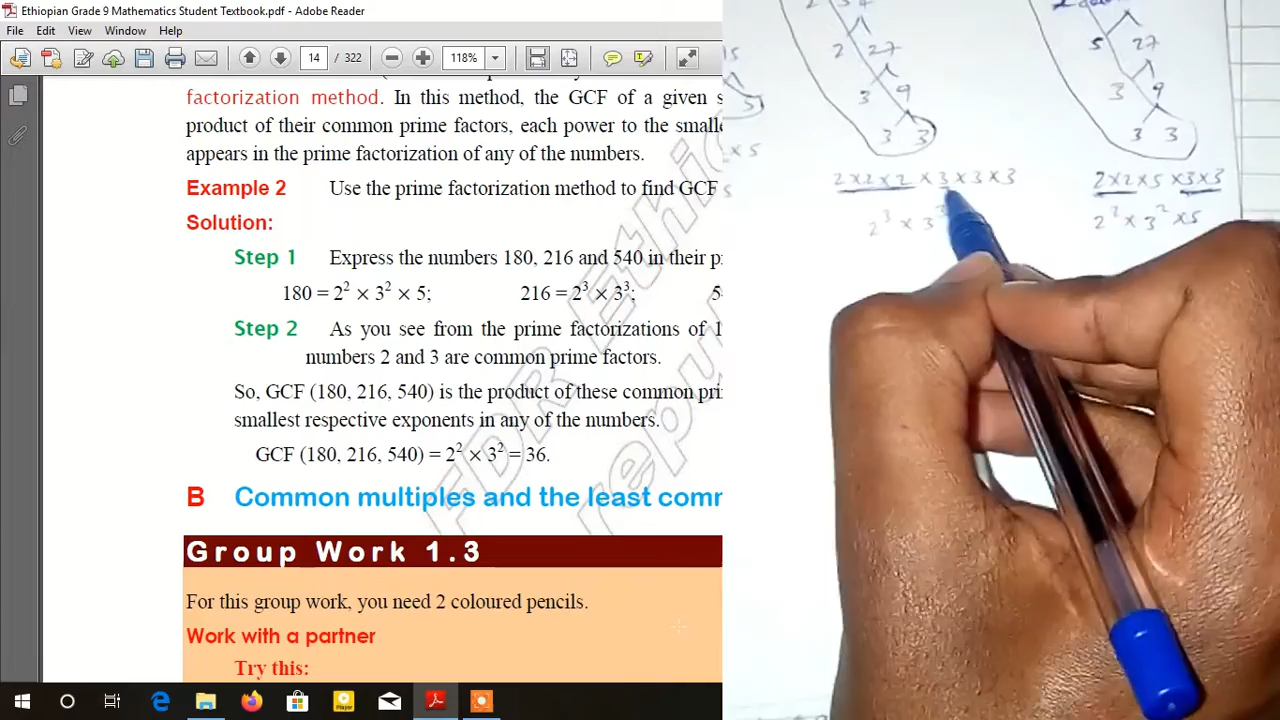 Ethiopian Grade 9 Mathematics Student Textbook.pdf - Adobe Reader
File Edit View Window Help
14 / 322 118%
factorization method. In this method, the GCF of a given s
product of their common prime factors, each power to the smalle
appears in the prime factorization of any of the numbers.
Example 2 Use the prime factorization method to find GCF
Solution:
Step 1 Express the numbers 180, 216 and 540 in their p
180 = 2² × 3² × 5; 216 = 2³ × 3³; 5
Step 2 As you see from the prime factorizations of 1
numbers 2 and 3 are common prime factors.
So, GCF (180, 216, 540) is the product of these common pri
smallest respective exponents in any of the numbers.
GCF (180, 216, 540) = 2² × 3² = 36.
B Common multiples and the least comm
Group Work 1.3
For this group work, you need 2 coloured pencils.
Work with a partner
Try this:
FDR Ethi
repu
2 27
3 9
3 3
2×2×2×3×3×3
2³ × 3³
5 27
3 9
3 3
2×2×5×3×3
2² × 3² × 5